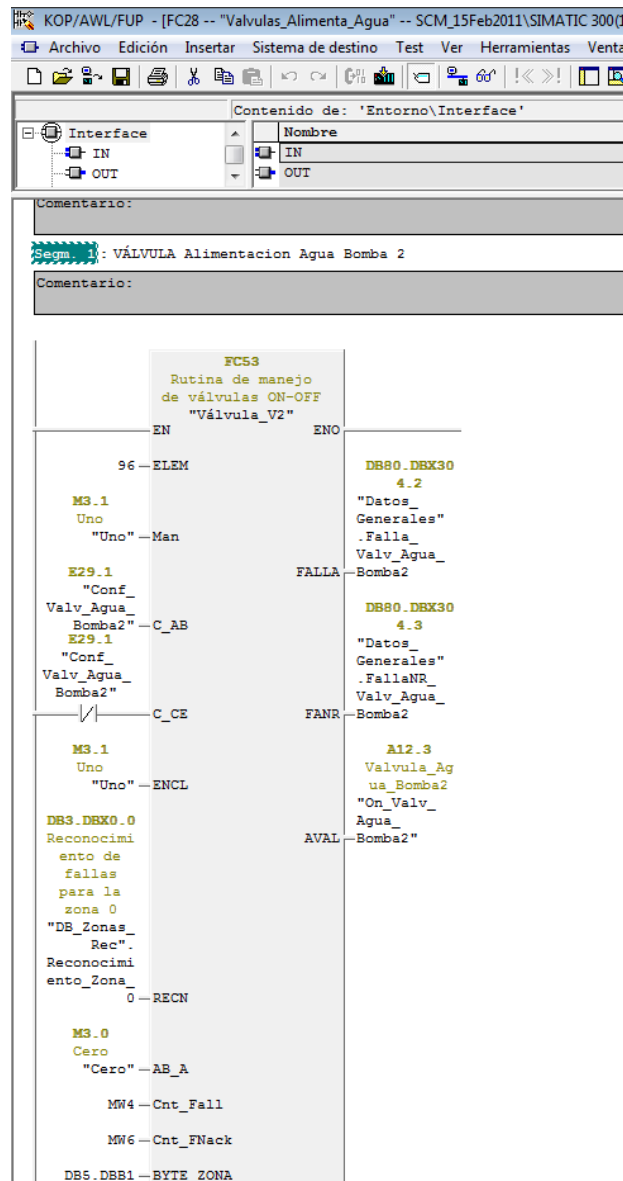 KOP/AWL/FUP - [FC28 -- "Valvulas_Alimenta_Agua" -- SCM_15Feb2011\SIMATIC 300(1
Archivo Edición Insertar Sistema de destino Test Ver Herramientas Venta
Contenido de: 'Entorno\Interface'
Interface
IN
OUT
Nombre
IN
OUT
Comentario:
Segm. 1: VÁLVULA Alimentacion Agua Bomba 2
Comentario:
FC53
Rutina de manejo
de válvulas ON-OFF
"Válvula_V2"
EN ENO
96 ELEM
M3.1
Uno
"Uno" Man
E29.1
"Conf_
Valv_Agua_
Bomba2" C_AB
E29.1
"Conf_
Valv_Agua_
Bomba2"
C_CE
M3.1
Uno
"Uno" ENCL
DB3.DBX0.0
Reconocimi
ento de
fallas
para la
zona 0
"DB_Zonas_
Rec".
Reconocimi
ento_Zona_
0 RECN
M3.0
Cero
"Cero" AB_A
MW4 Cnt_Fall
MW6 Cnt_FNack
DB5.DBB1 BYTE_ZONA
DB80.DBX30
4.2
"Datos_
Generales"
.Falla_
Valv_Agua_
FALLA Bomba2
DB80.DBX30
4.3
"Datos_
Generales"
.FallaNR_
Valv_Agua_
FANR Bomba2
A12.3
Valvula_Ag
ua_Bomba2
"On_Valv_
Agua_
AVAL Bomba2"